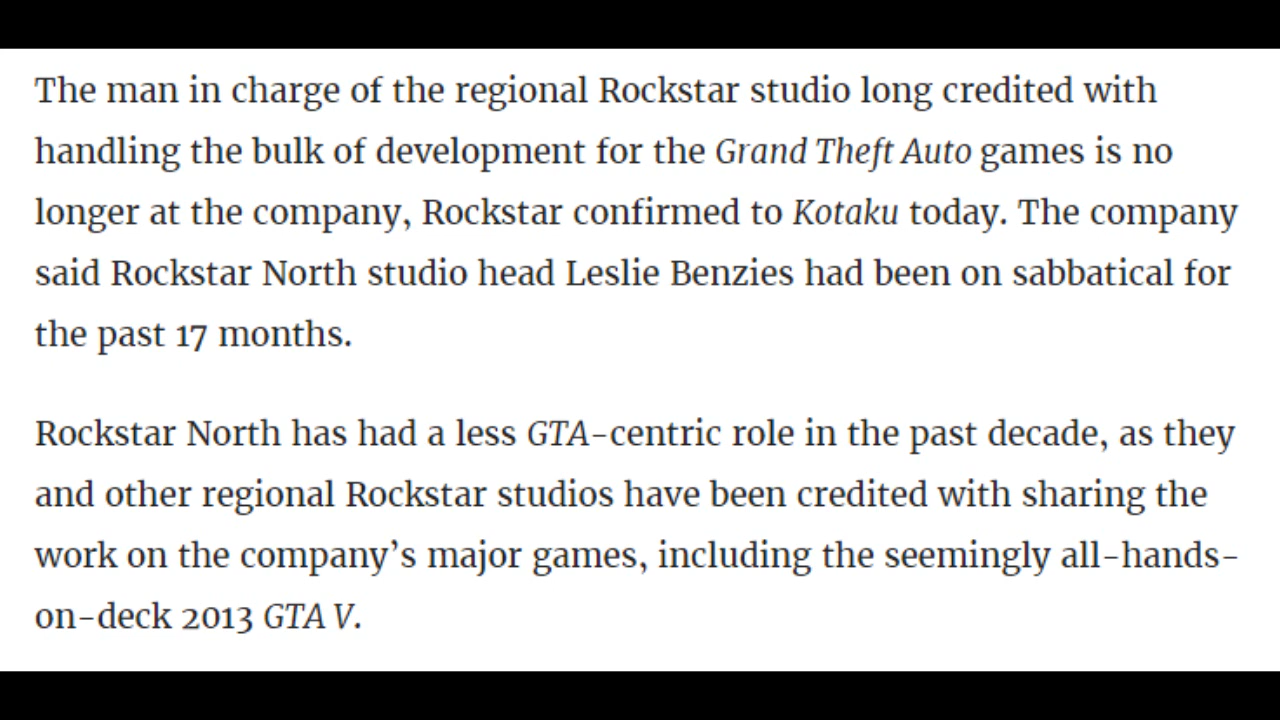 The man in charge of the regional Rockstar studio long credited with
handling the bulk of development for the Grand Theft Auto games is no
longer at the company, Rockstar confirmed to Kotaku today. The company
said Rockstar North studio head Leslie Benzies had been on sabbatical for
the past 17 months.
Rockstar North has had a less GTA-centric role in the past decade, as they
and other regional Rockstar studios have been credited with sharing the
work on the company’s major games, including the seemingly all-hands-
on-deck 2013 GTA V.